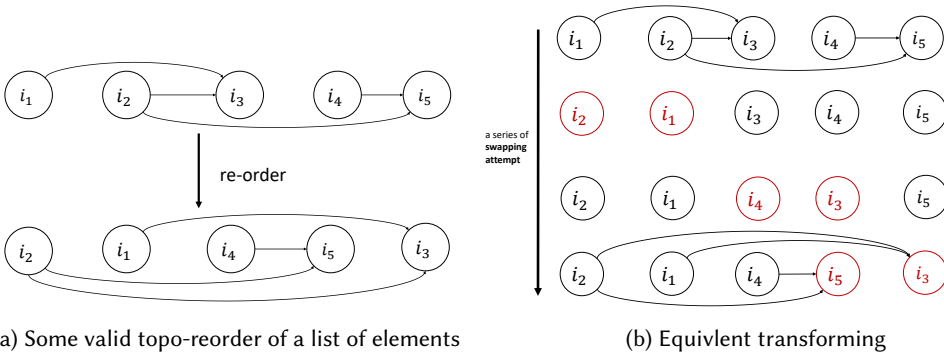 i1 i2 i3 i4 i5
re-order
i2 i1 i4 i5 i3
a) Some valid topo-reorder of a list of elements
i1 i2 i3 i4 i5
a series of
swapping
attempt
i2 i1 i3 i4 i5
i2 i1 i4 i3 i5
i2 i1 i4 i5 i3
(b) Equivlent transforming